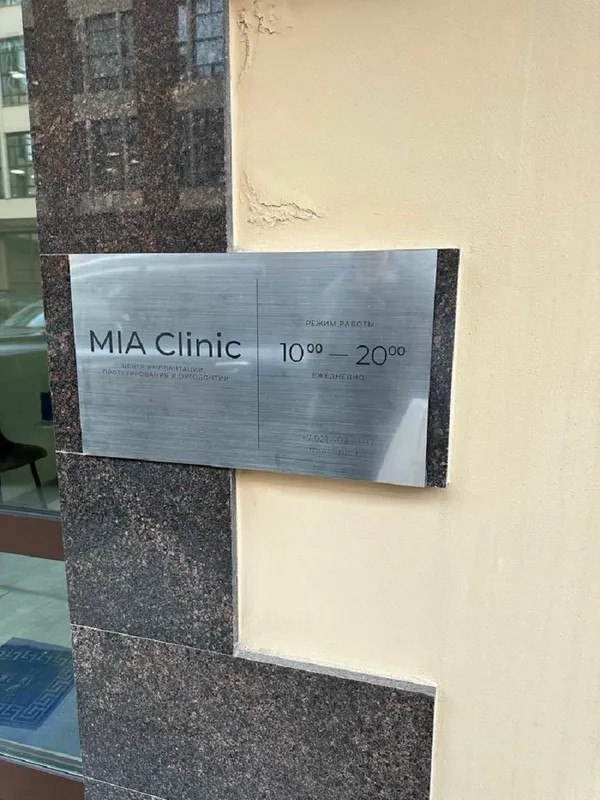 MIA Clinic
ЦЕНТР ИМПЛАНТАЦИИ,
ПРОТЕЗИРОВАНИЯ И ОРТОДОНТИИ
РЕЖИМ РАБОТЫ
10⁰⁰ — 20⁰⁰
ЕЖЕДНЕВНО